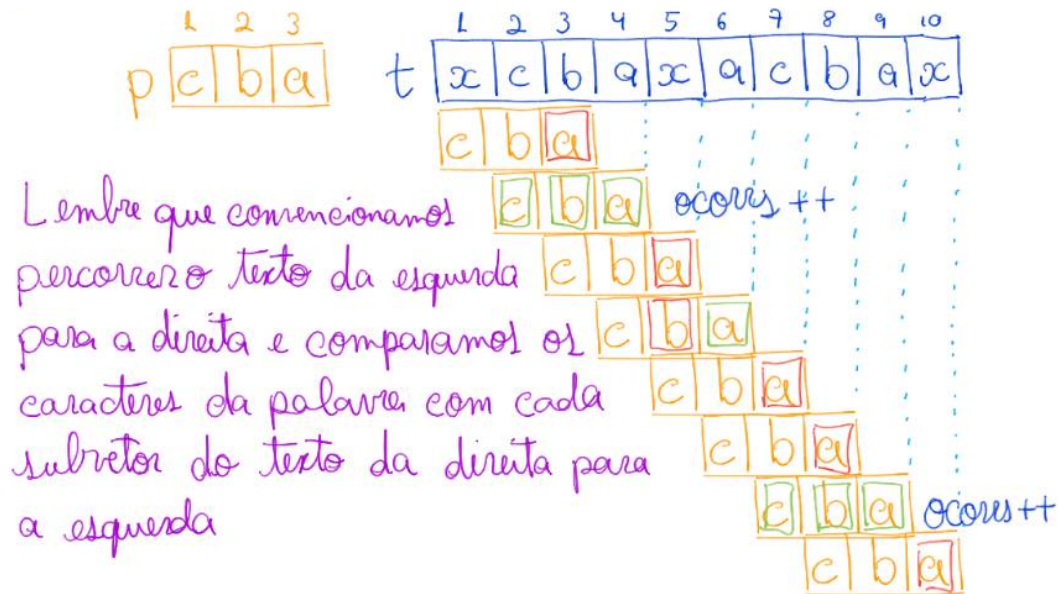 1 2 3
p c b a
1 2 3 4 5 6 7 8 9 10
t x c b a x a c b a x
c b a
c b a ocorrs ++
c b a
c b a
c b a
c b a
c b a ocorrs ++
c b a
Lembre que convencionamos
percorrer o texto da esquerda
para a direita e comparamos os
caracteres da palavra com cada
subvetor do texto da direita para
a esquerda